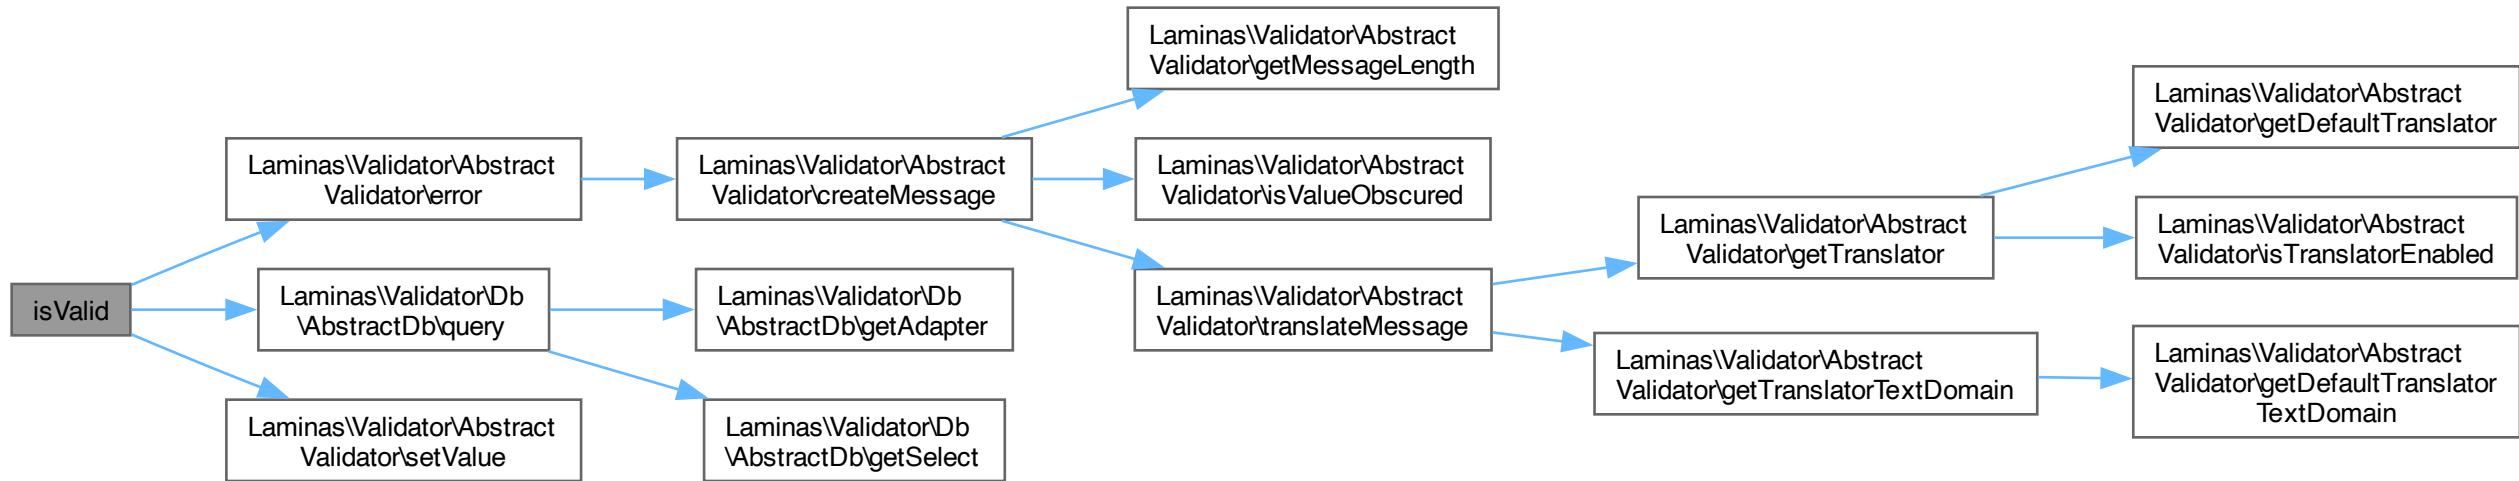 isValid
Laminas\Validator\Abstract
Validator\error
Laminas\Validator\Db
\AbstractDb\query
Laminas\Validator\Abstract
Validator\setValue
Laminas\Validator\Abstract
Validator\createMessage
Laminas\Validator\Db
\AbstractDb\getAdapter
Laminas\Validator\Db
\AbstractDb\getSelect
Laminas\Validator\Abstract
Validator\getMessageLength
Laminas\Validator\Abstract
Validator\isValueObscured
Laminas\Validator\Abstract
Validator\translateMessage
Laminas\Validator\Abstract
Validator\getTranslator
Laminas\Validator\Abstract
Validator\getTranslatorTextDomain
Laminas\Validator\Abstract
Validator\getDefaultTranslator
Laminas\Validator\Abstract
Validator\isTranslatorEnabled
Laminas\Validator\Abstract
Validator\getDefaultTranslator
TextDomain